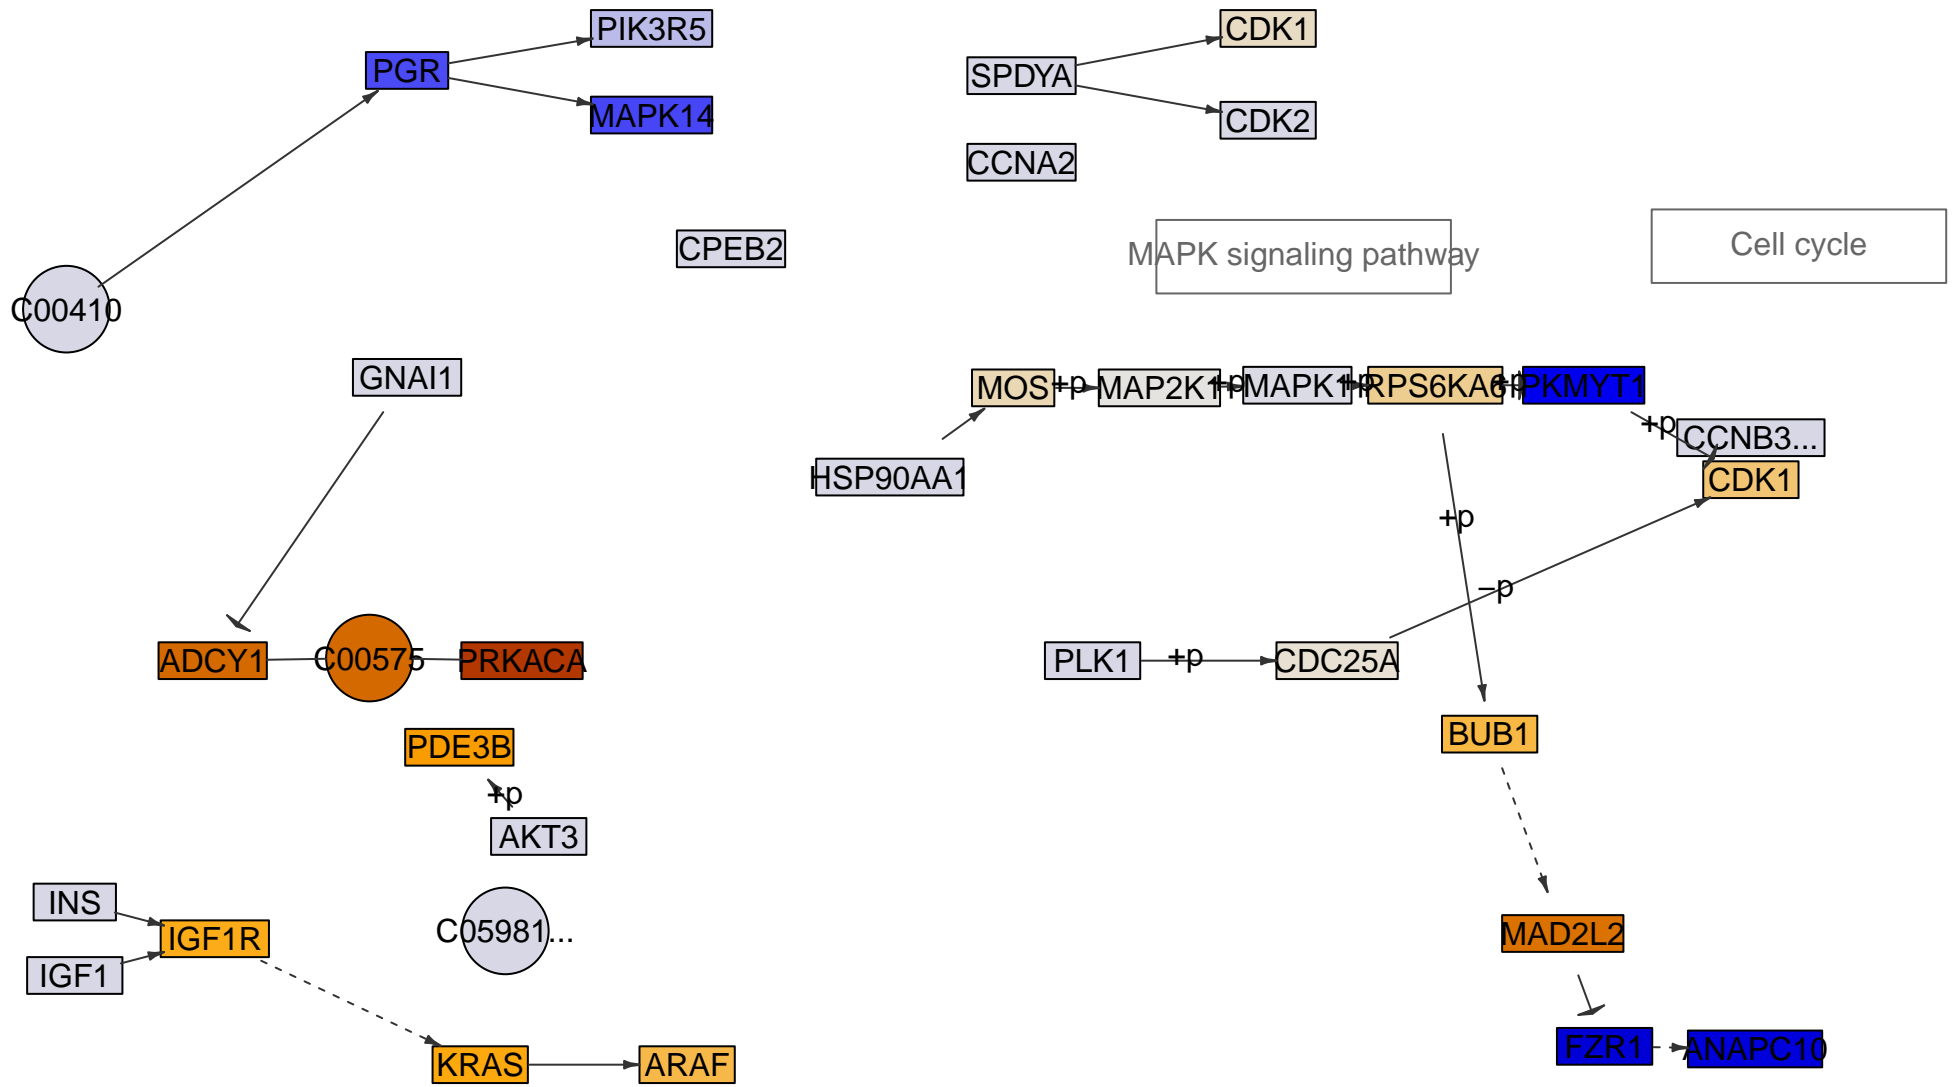 PIK3R5
CDK1
PGR
SPDYA
MAPK14
CDK2
CCNA2
CPEB2
MAPK signaling pathway
Cell cycle
C00410
GNAI1
MOS
+p
MAP2K1
+p
MAPK1
+p
RPS6KA6
+p
PKMYT1
+p
CCNB3...
HSP90AA1
CDK1
+p
−p
ADCY1
C00575
PRKACA
PLK1
+p
CDC25A
PDE3B
BUB1
+p
AKT3
INS
IGF1R
C05981...
MAD2L2
IGF1
KRAS
ARAF
FZR1
ANAPC10